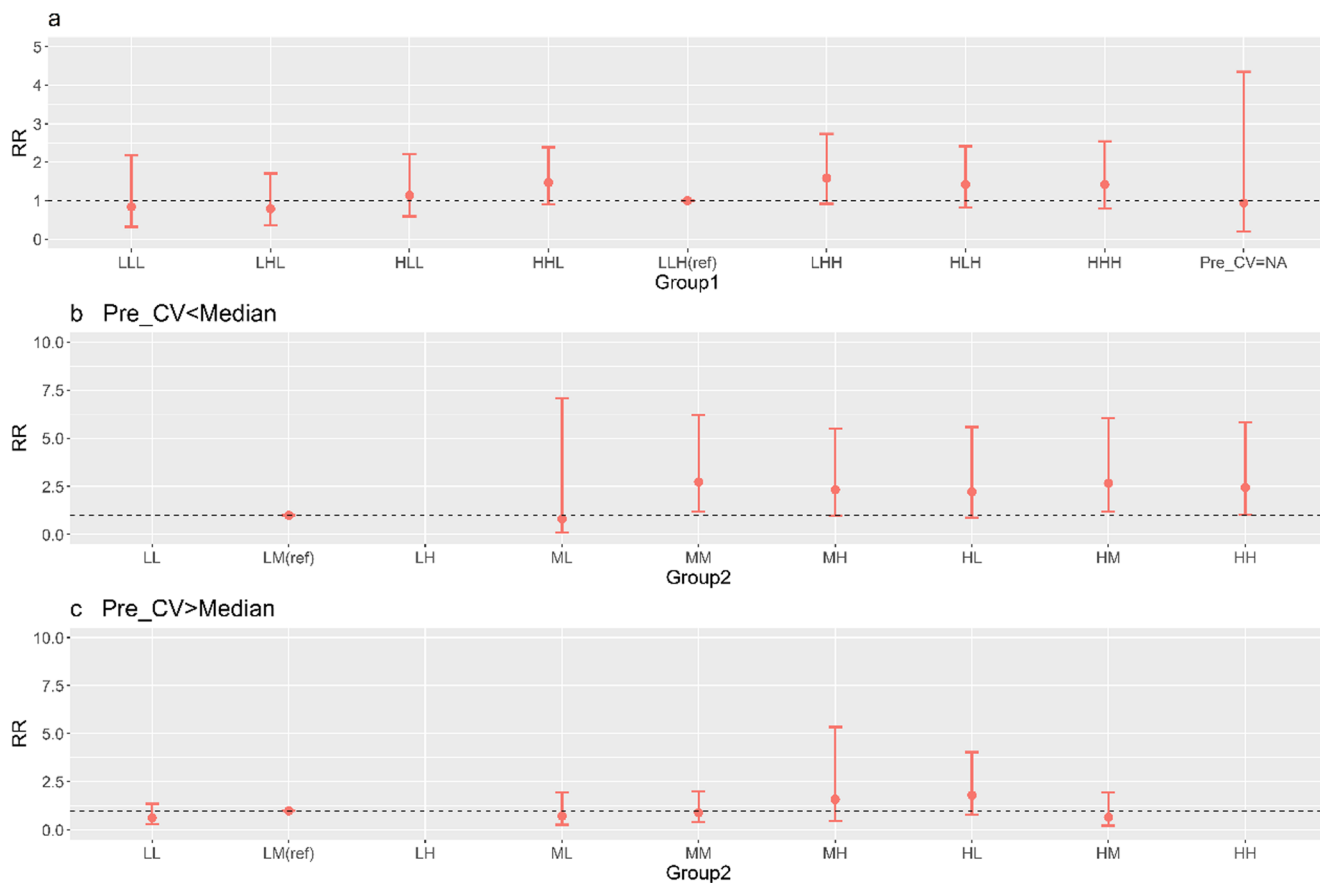 a
RR
5
4
3
2
1
0
LLL LHL HLL HHL LLH(ref) LHH HLH HHH Pre_CV=NA
Group1
b Pre_CV<Median
RR
10.0
7.5
5.0
2.5
0.0
LL LM(ref) LH ML MM MH HL HM HH
Group2
c Pre_CV>Median
RR
10.0
7.5
5.0
2.5
0.0
LL LM(ref) LH ML MM MH HL HM HH
Group2